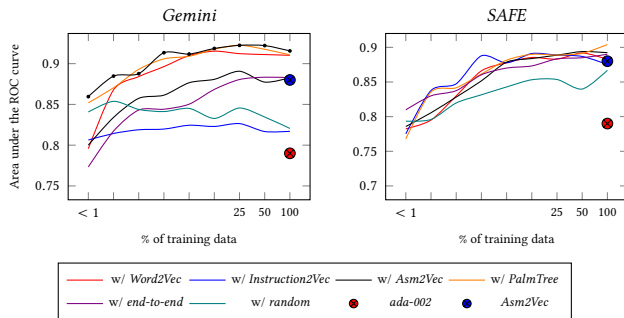 Gemini
SAFE
Area under the ROC curve
0.9
0.85
0.8
0.75
< 1
25
50
100
% of training data
0.9
0.85
0.8
0.75
0.7
< 1
25
50
100
% of training data
w/ Word2Vec
w/ Instruction2Vec
w/ Asm2Vec
w/ PalmTree
w/ end-to-end
w/ random
ada-002
Asm2Vec